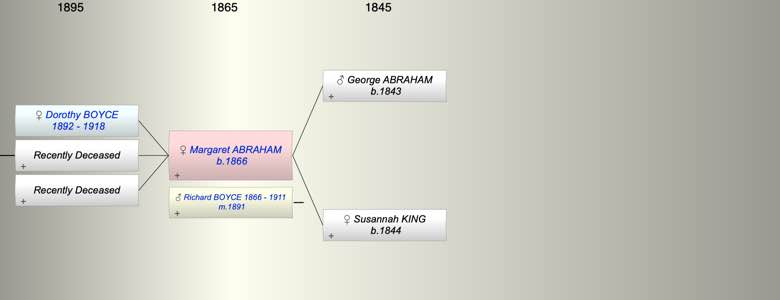 1895 1865 1845
♂ George ABRAHAM
b.1843
+
♀ Dorothy BOYCE
1892 - 1918
Recently Deceased
+
♀ Margaret ABRAHAM
b.1866
+
Recently Deceased
+
♂ Richard BOYCE 1866 - 1911
m.1891
+
♀ Susannah KING
b.1844
+